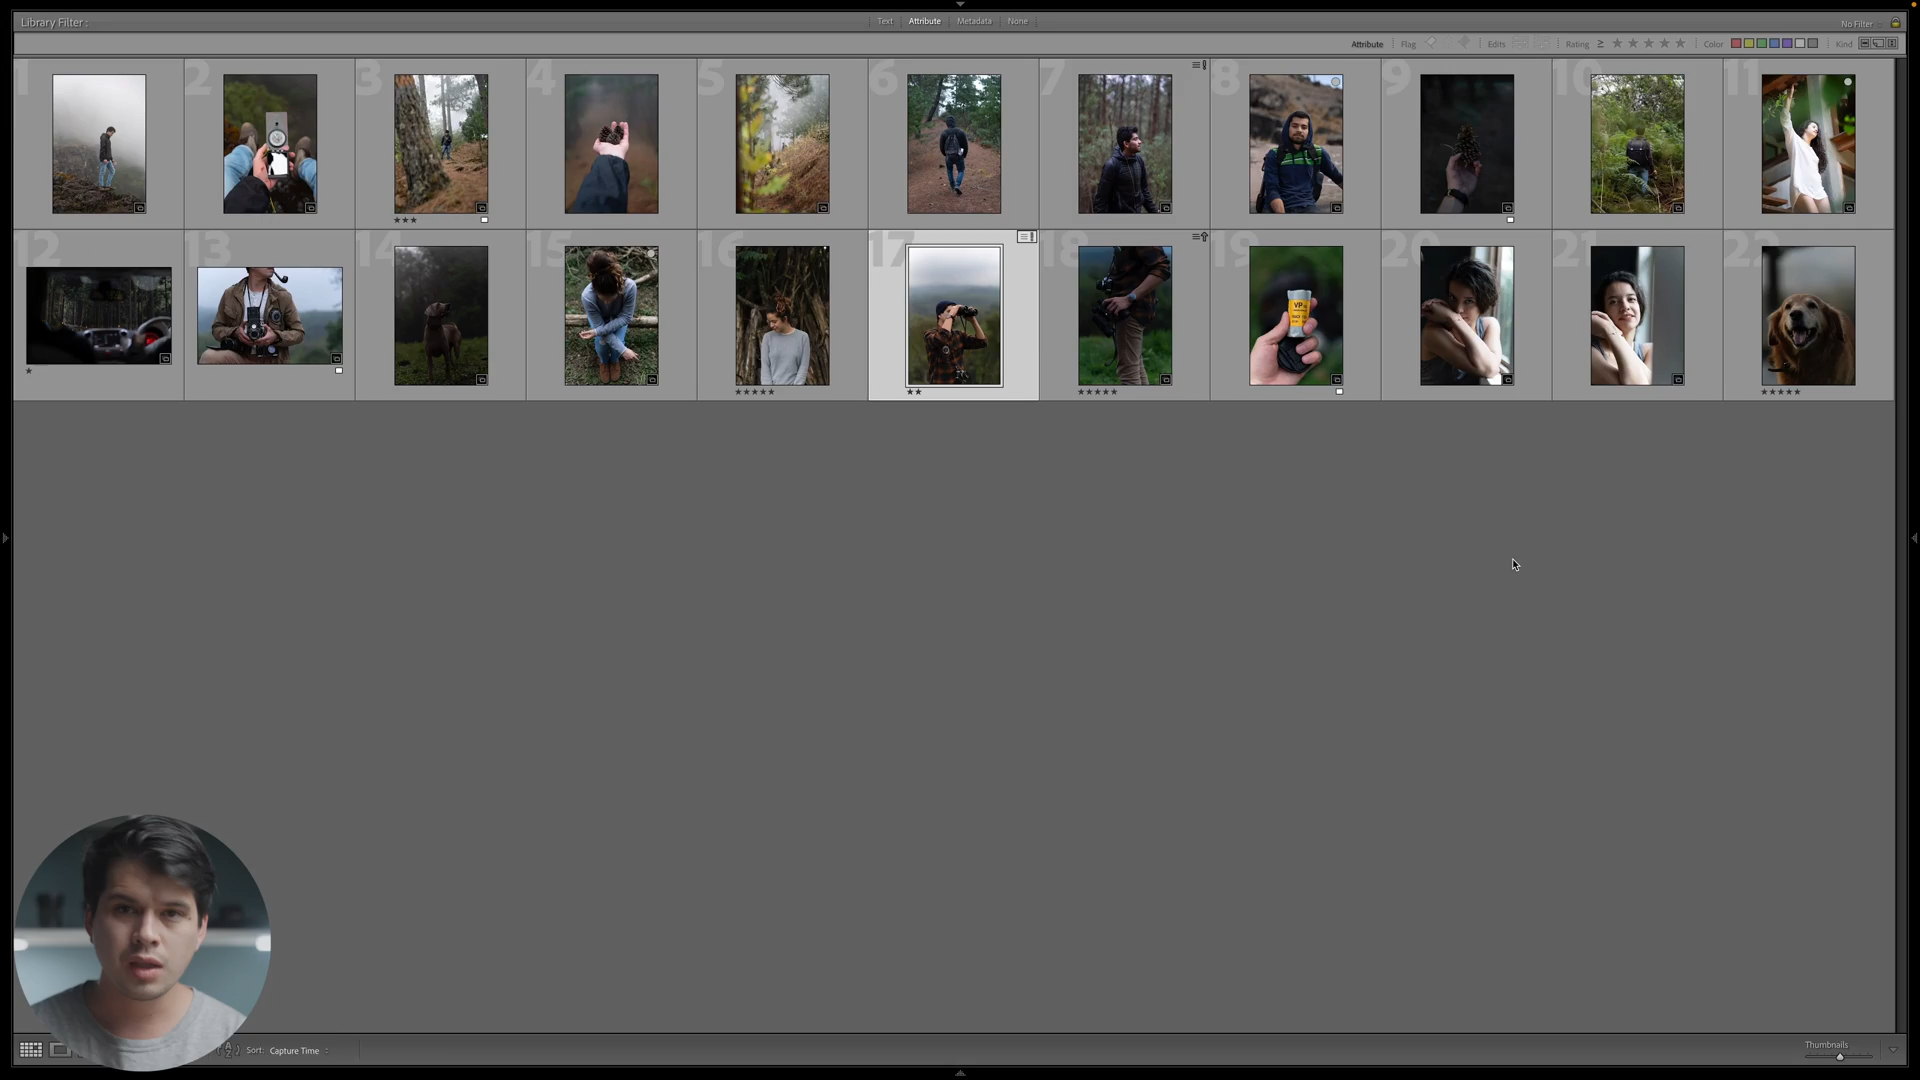 Library Filter :
Text
Attribute
Metadata
None
No Filter
Attribute
Flag
Edits
Rating
≥
★★★★★
Color
Kind
1
2
3
4
5
6
7
8
9
10
11
★★★
12
13
14
15
16
17
18
19
20
21
22
VP
★
★★★★★
★★
★★★★★
★★★★★
Sort: Capture Time
Thumbnails